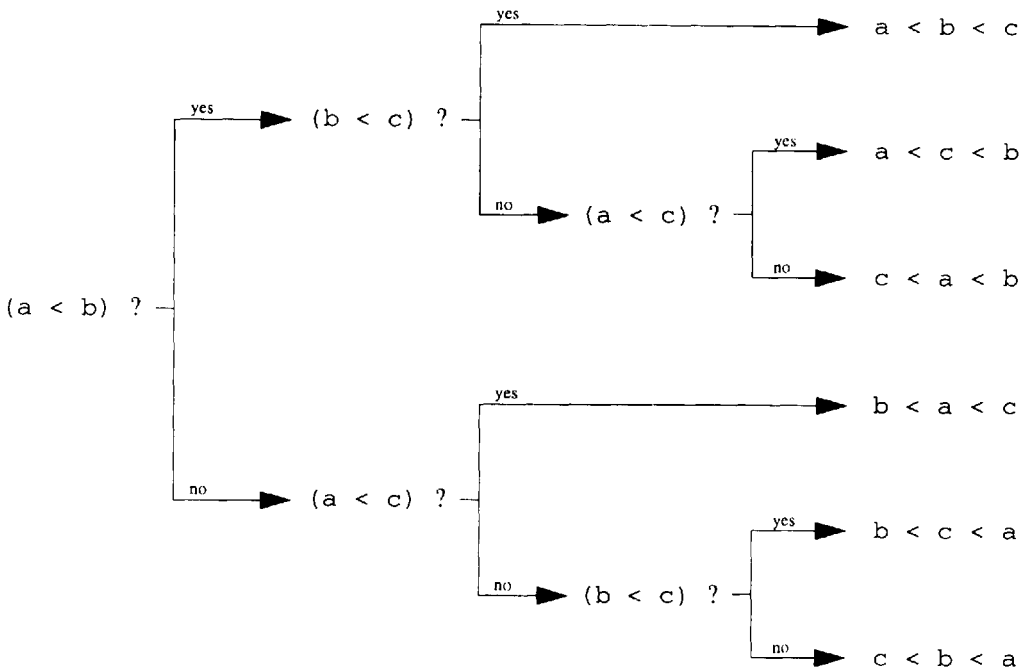 yes
a < b < c
yes
(b < c) ?
yes
a < c < b
no
(a < c) ?
no
c < a < b
(a < b) ?
yes
b < a < c
no
(a < c) ?
yes
b < c < a
no
(b < c) ?
no
c < b < a